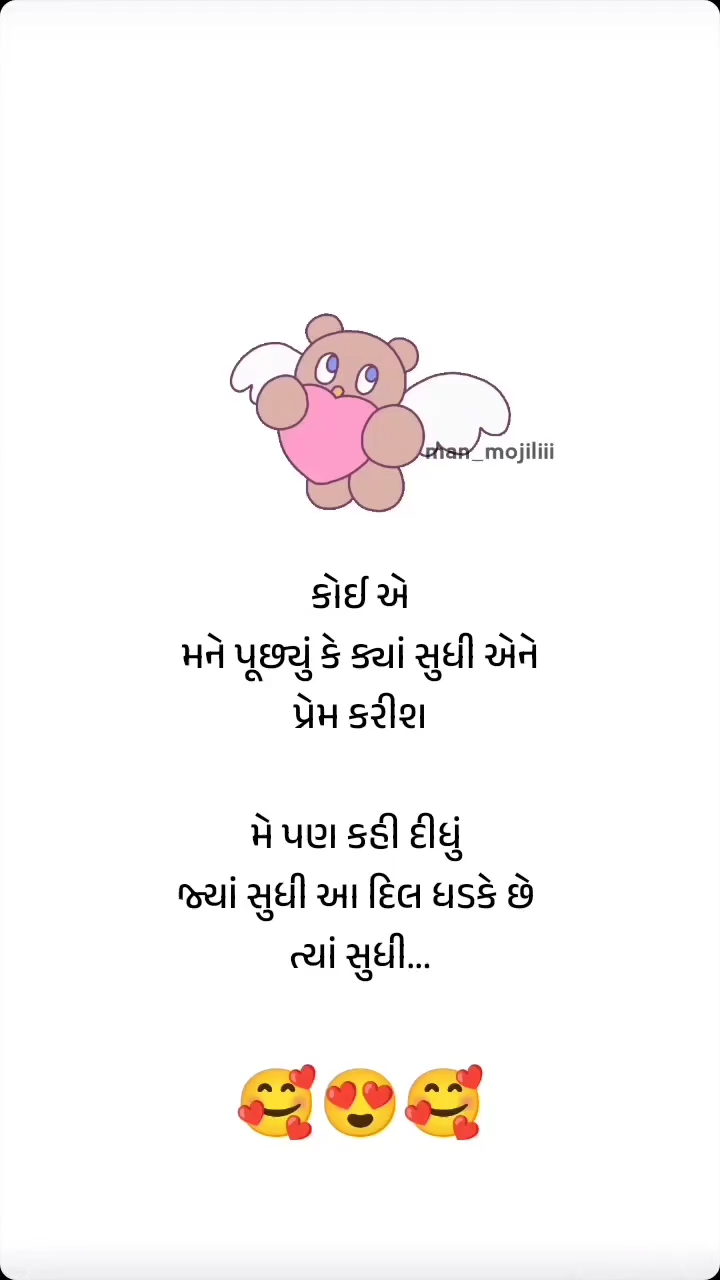 man_mojiliii
કોઈ એ
મને પૂછ્યું કે ક્યાં સુધી એને
પ્રેમ કરીશ
મે પણ કહી દીધું
જ્યાં સુધી આ દિલ ધડકે છે
ત્યાં સુધી...
🥰😍🥰